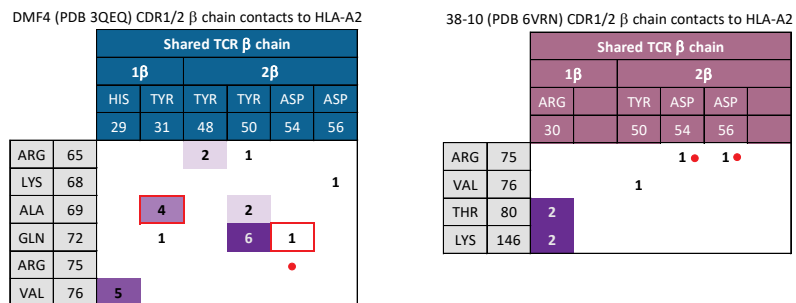 DMF4 (PDB 3QEQ) CDR1/2 β chain contacts to HLA-A2
Shared TCR β chain
1β 2β
HIS TYR TYR TYR ASP ASP
29 31 48 50 54 56
ARG 65 2 1
LYS 68 1
ALA 69 4 2
GLN 72 1 6 1
ARG 75
VAL 76 5
38-10 (PDB 6VRN) CDR1/2 β chain contacts to HLA-A2
Shared TCR β chain
1β 2β
ARG TYR ASP ASP
30 50 54 56
ARG 75 1 1
VAL 76 1
THR 80 2
LYS 146 2